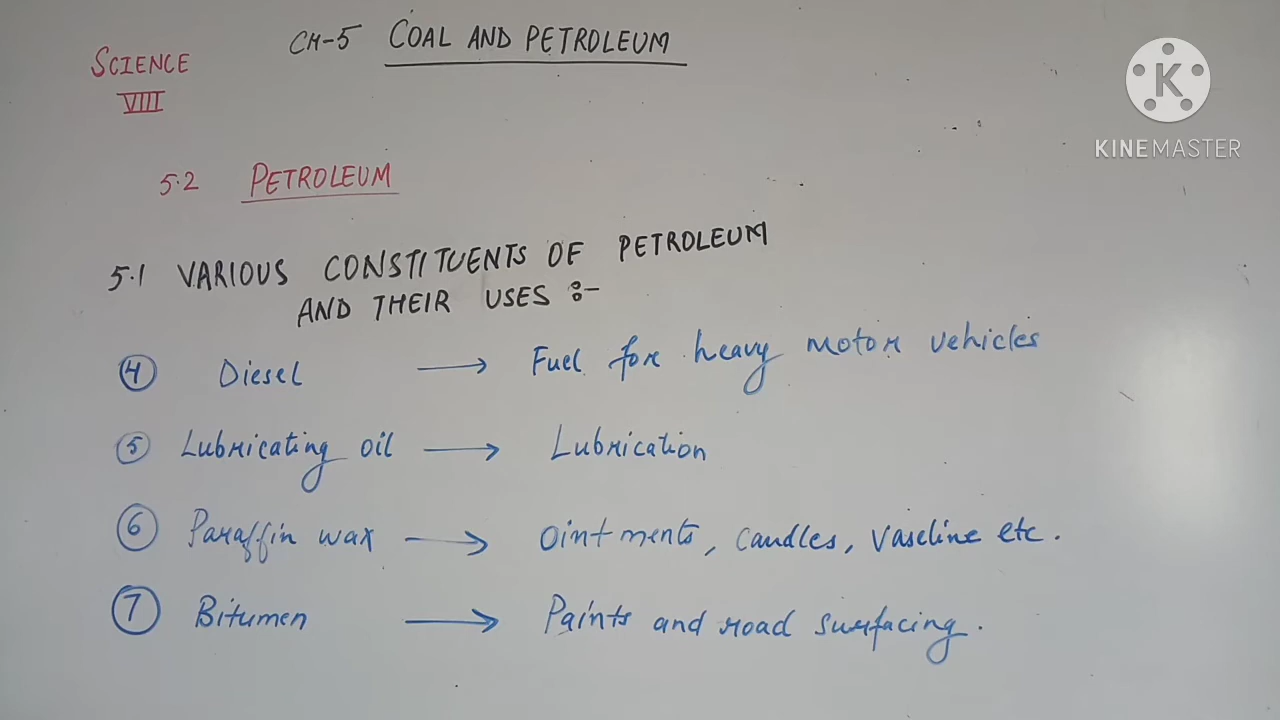 CH-5 COAL AND PETROLEUM
SCIENCE
VIII
K
KINEMASTER
5.2 PETROLEUM
5.1 VARIOUS CONSTITUENTS OF PETROLEUM
AND THEIR USES :-
4 Diesel → Fuel for heavy motor vehicles
5 Lubricating oil → Lubrication
6 Paraffin wax → Ointments, Candles, Vaseline etc.
7 Bitumen → Paints and road surfacing.